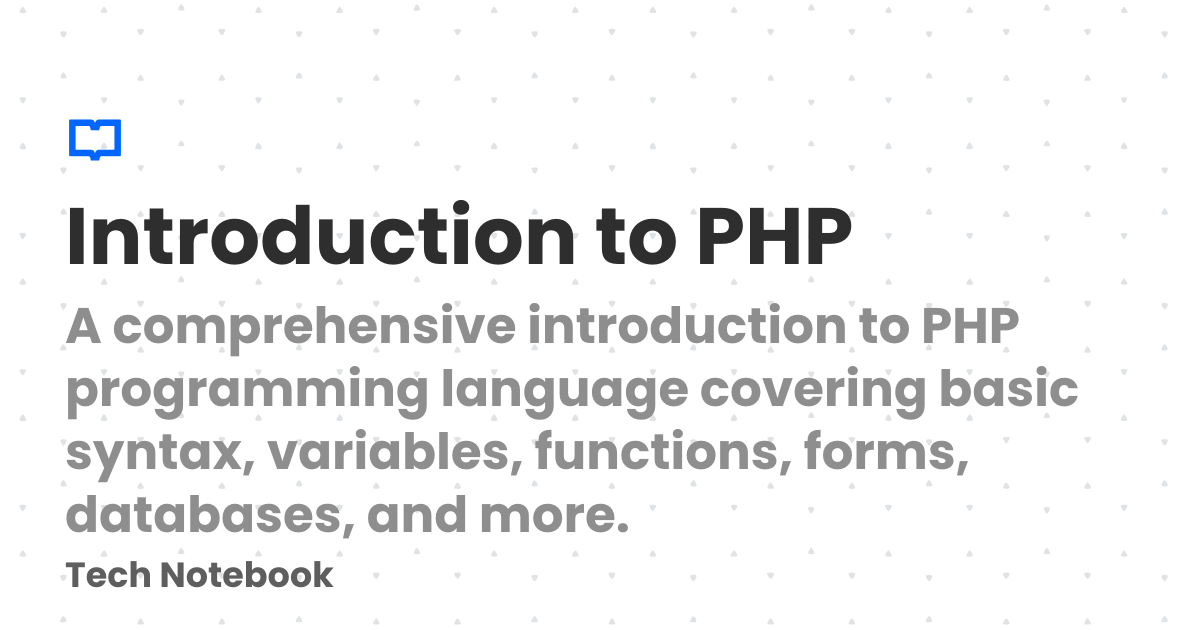 Introduction to PHP
A comprehensive introduction to PHP
programming language covering basic
syntax, variables, functions, forms,
databases, and more.
Tech Notebook